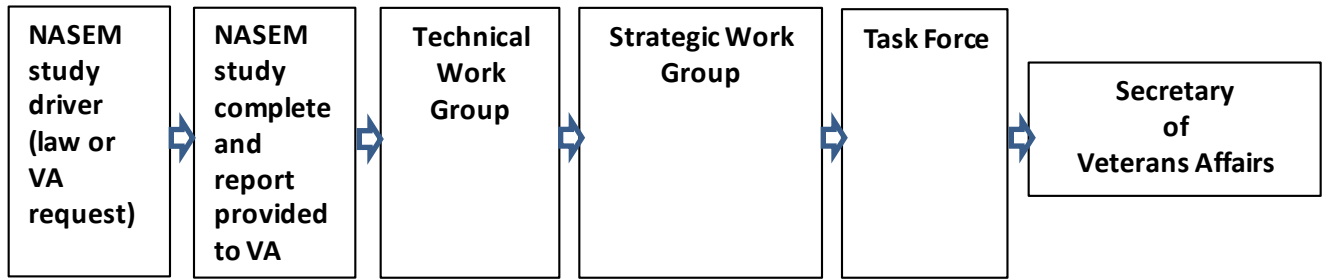 NASEM
study
driver
(law or
VA
request)
NASEM
study
complete
and
report
provided
to VA
Technical
Work
Group
Strategic Work
Group
Task Force
Secretary
of
Veterans Affairs